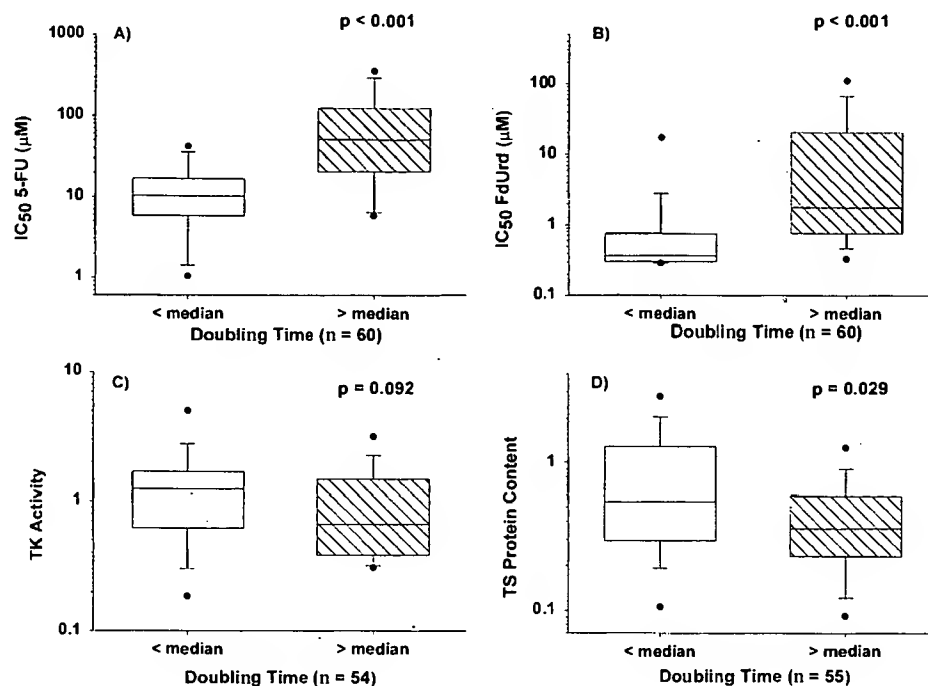 p < 0.001
p < 0.001
A)
B)
1000
100
10
1
IC50 5-FU (μM)
< median
> median
Doubling Time (n = 60)
100
10
1
0.1
IC50 FdUrd (μM)
< median
> median
Doubling Time (n = 60)
C)
p = 0.092
10
1
0.1
TK Activity
< median
> median
Doubling Time (n = 54)
D)
p = 0.029
1
0.1
TS Protein Content
< median
> median
Doubling Time (n = 55)